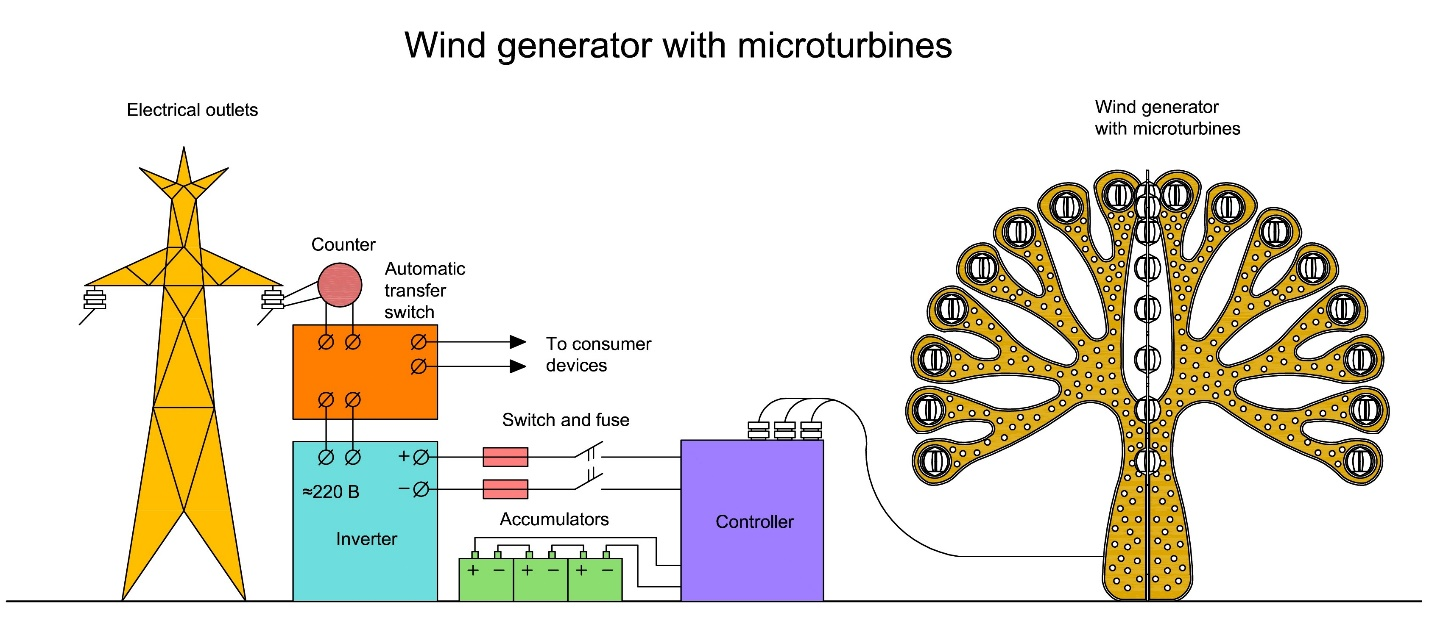 Wind generator with microturbines
Electrical outlets
Wind generator
with microturbines
Counter
Automatic
transfer
switch
To consumer
devices
Switch and fuse
+
−
≈220 В
Inverter
Accumulators
+ − + − + −
Controller